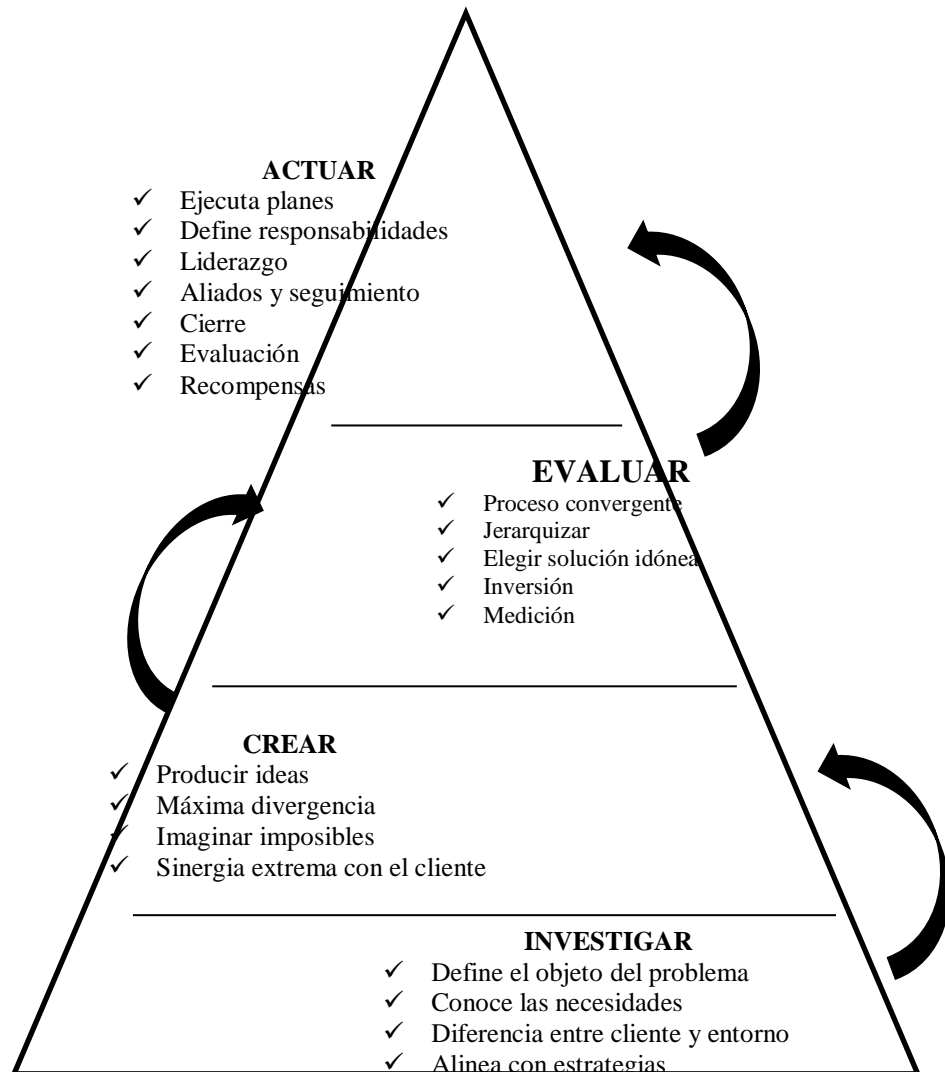 ACTUAR
✓ Ejecuta planes
✓ Define responsabilidades
✓ Liderazgo
✓ Aliados y seguimiento
✓ Cierre
✓ Evaluación
✓ Recompensas
EVALUAR
✓ Proceso convergente
✓ Jerarquizar
✓ Elegir solución idónea
✓ Inversión
✓ Medición
CREAR
✓ Producir ideas
✓ Máxima divergencia
✓ Imaginar imposibles
✓ Sinergia extrema con el cliente
INVESTIGAR
✓ Define el objeto del problema
✓ Conoce las necesidades
✓ Diferencia entre cliente y entorno
✓ Alinea con estrategias